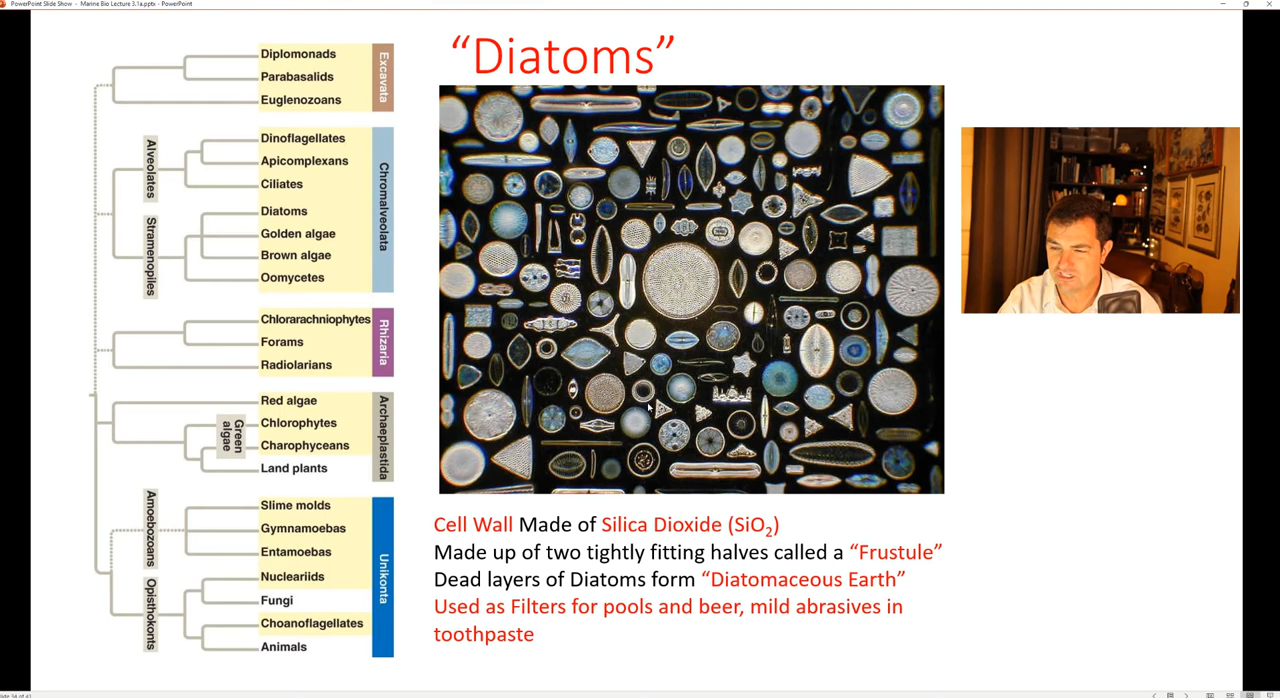 PowerPoint Slide Show - Marine Bio Lecture 3.1a.pptx - PowerPoint
"Diatoms"
Diplomonads
Parabasalids
Euglenozoans
Excavata
Dinoflagellates
Apicomplexans
Ciliates
Alveolates
Diatoms
Golden algae
Brown algae
Oomycetes
Stramenopiles
Chromalveolata
Chlorarachniophytes
Forams
Radiolarians
Rhizaria
Red algae
Chlorophytes
Charophyceans
Green
algae
Land plants
Archaeplastida
Slime molds
Gymnamoebas
Entamoebas
Amoebozoans
Nucleariids
Fungi
Choanoflagellates
Animals
Opisthokonts
Unikonta
Cell Wall Made of Silica Dioxide (SiO₂)
Made up of two tightly fitting halves called a "Frustule"
Dead layers of Diatoms form "Diatomaceous Earth"
Used as Filters for pools and beer, mild abrasives in
toothpaste